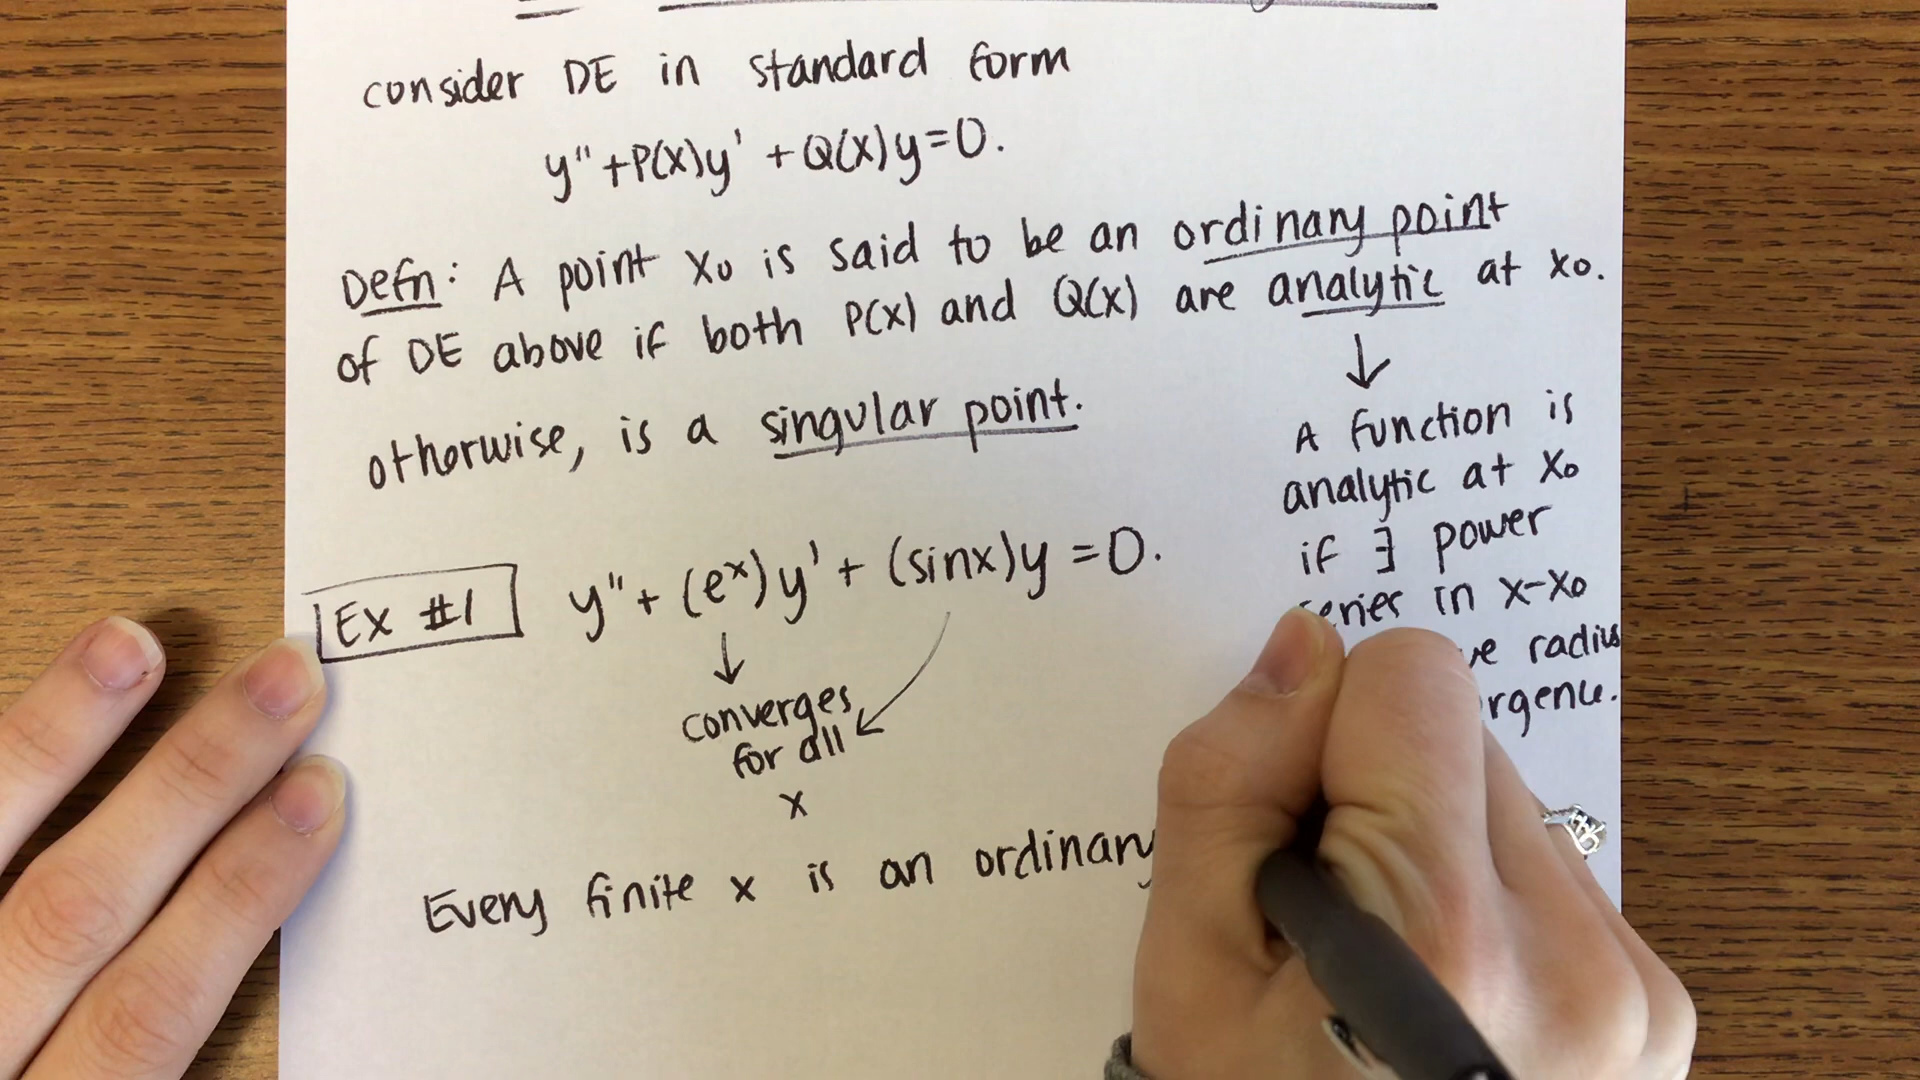 consider DE in standard form
y"+P(x)y' +Q(x)y=0.
Defn: A point x0 is said to be an ordinary point
of DE above if both P(x) and Q(x) are analytic at x0.
otherwise, is a singular point.
↓
A function is
analytic at x0
if ∃ power
in x-x0
radius
Ex #1 y"+ (e^x)y' + (sinx)y =0.
↓
converges
for all
x
Every finite x is an ordinary